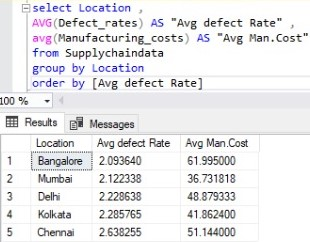 select Location ,
AVG(Defect_rates) AS "Avg defect Rate" ,
avg(Manufacturing_costs) AS "Avg Man.Cost"
from Supplychaindata
group by Location
order by [Avg defect Rate]
100 %
Results Messages
Location Avg defect Rate Avg Man.Cost
1 Bangalore 2.093640 61.995000
2 Mumbai 2.122338 36.731818
3 Delhi 2.228638 48.879333
4 Kolkata 2.285765 41.862400
5 Chennai 2.638255 51.144000